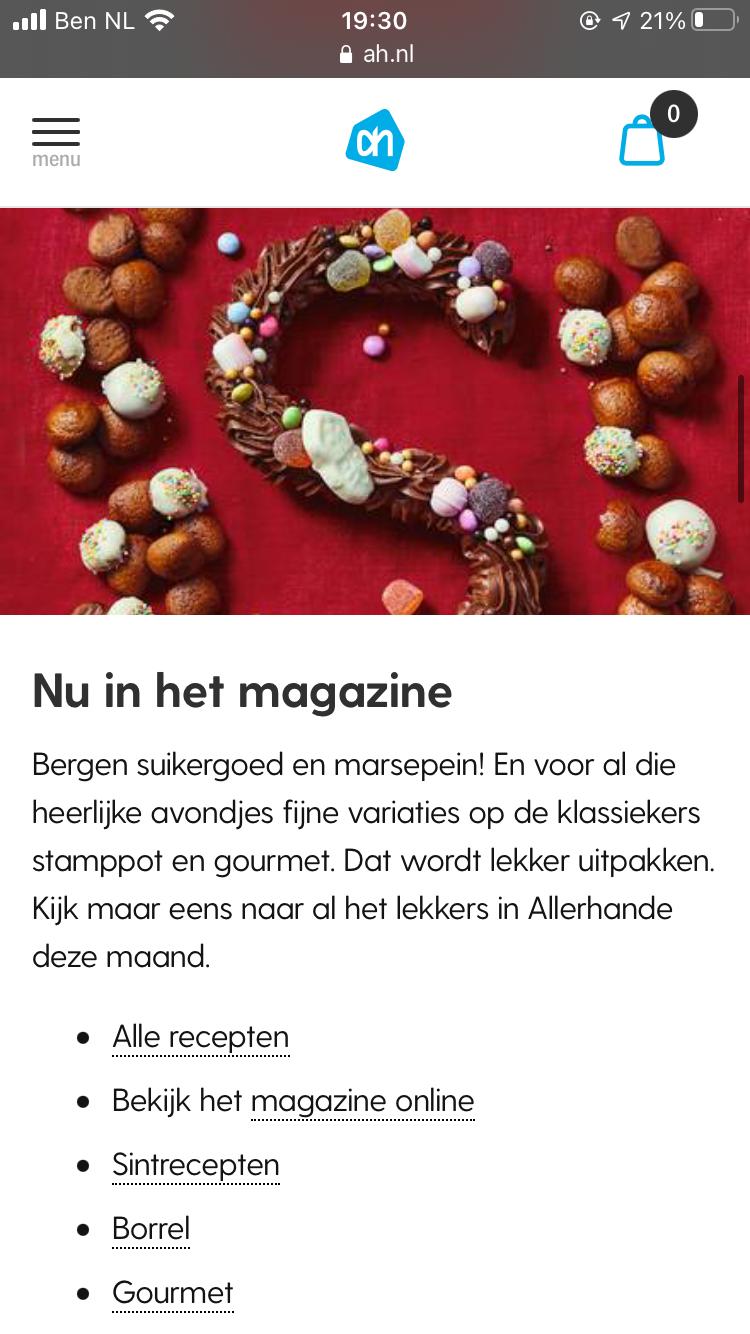 Ben NL 19:30 21%
ah.nl
0
menu
ah
Nu in het magazine
Bergen suikergoed en marsepein! En voor al die
heerlijke avondjes fijne variaties op de klassiekers
stamppot en gourmet. Dat wordt lekker uitpakken.
Kijk maar eens naar al het lekkers in Allerhande
deze maand.
• Alle recepten
• Bekijk het magazine online
• Sintrecepten
• Borrel
• Gourmet